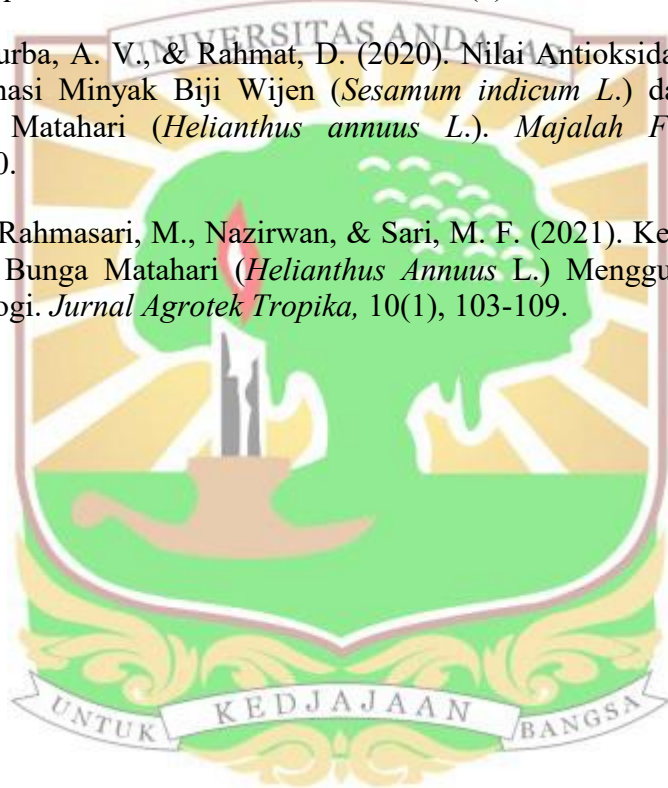 (
UNIVERSITAS ANDALA
urba, A. V., & Rahmat, D. (2020). Nilai Antioksida
nasi Minyak Biji Wijen (Sesamum indicum L.) da
Matahari (Helianthus annuus L.). Majalah F
0.
Rahmasari, M., Nazirwan, & Sari, M. F. (2021). Ke
Bunga Matahari (Helianthus Annuus L.) Menggu
ogi. Jurnal Agrotek Tropika, 10(1), 103-109.
UNTUK KEDJAJAAN BANGSA